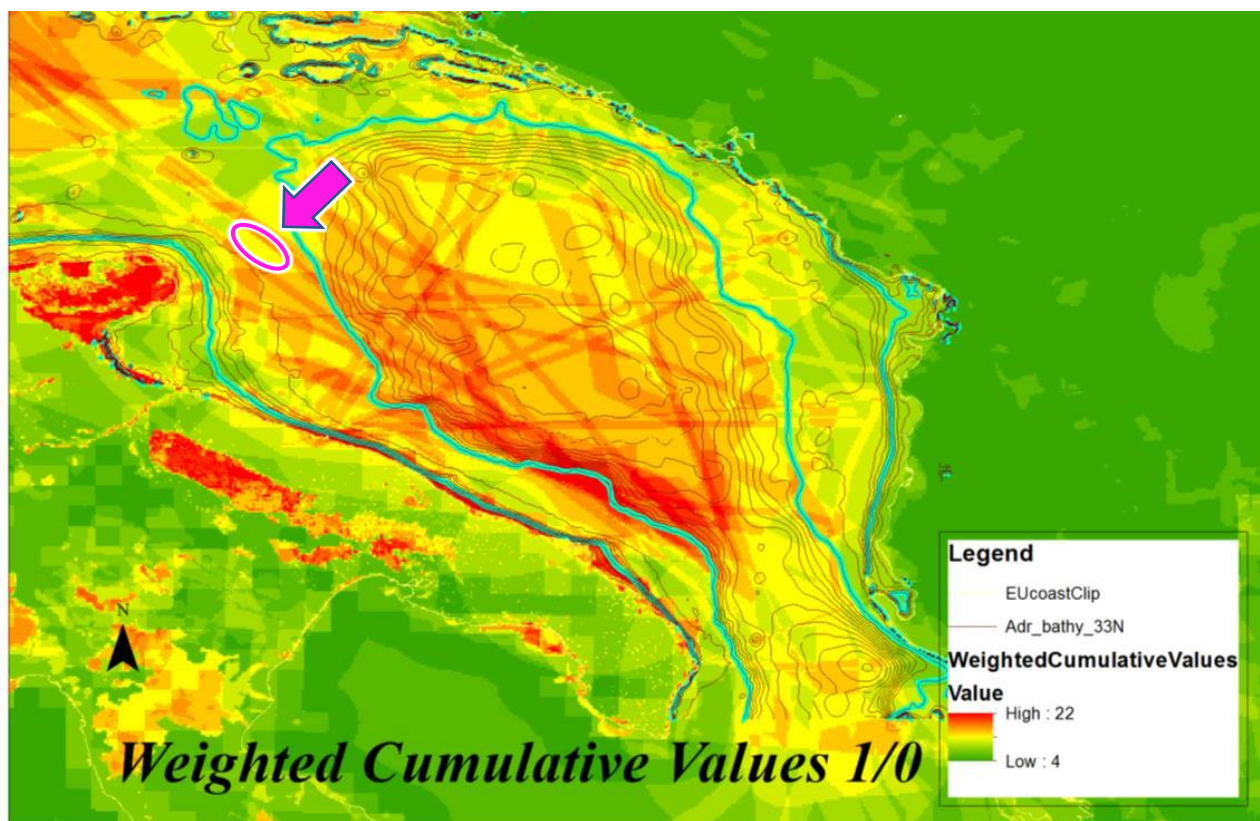 N
Weighted Cumulative Values 1/0
Legend
EUcoastClip
Adr_bathy_33N
WeightedCumulativeValues
Value
High : 22
Low : 4